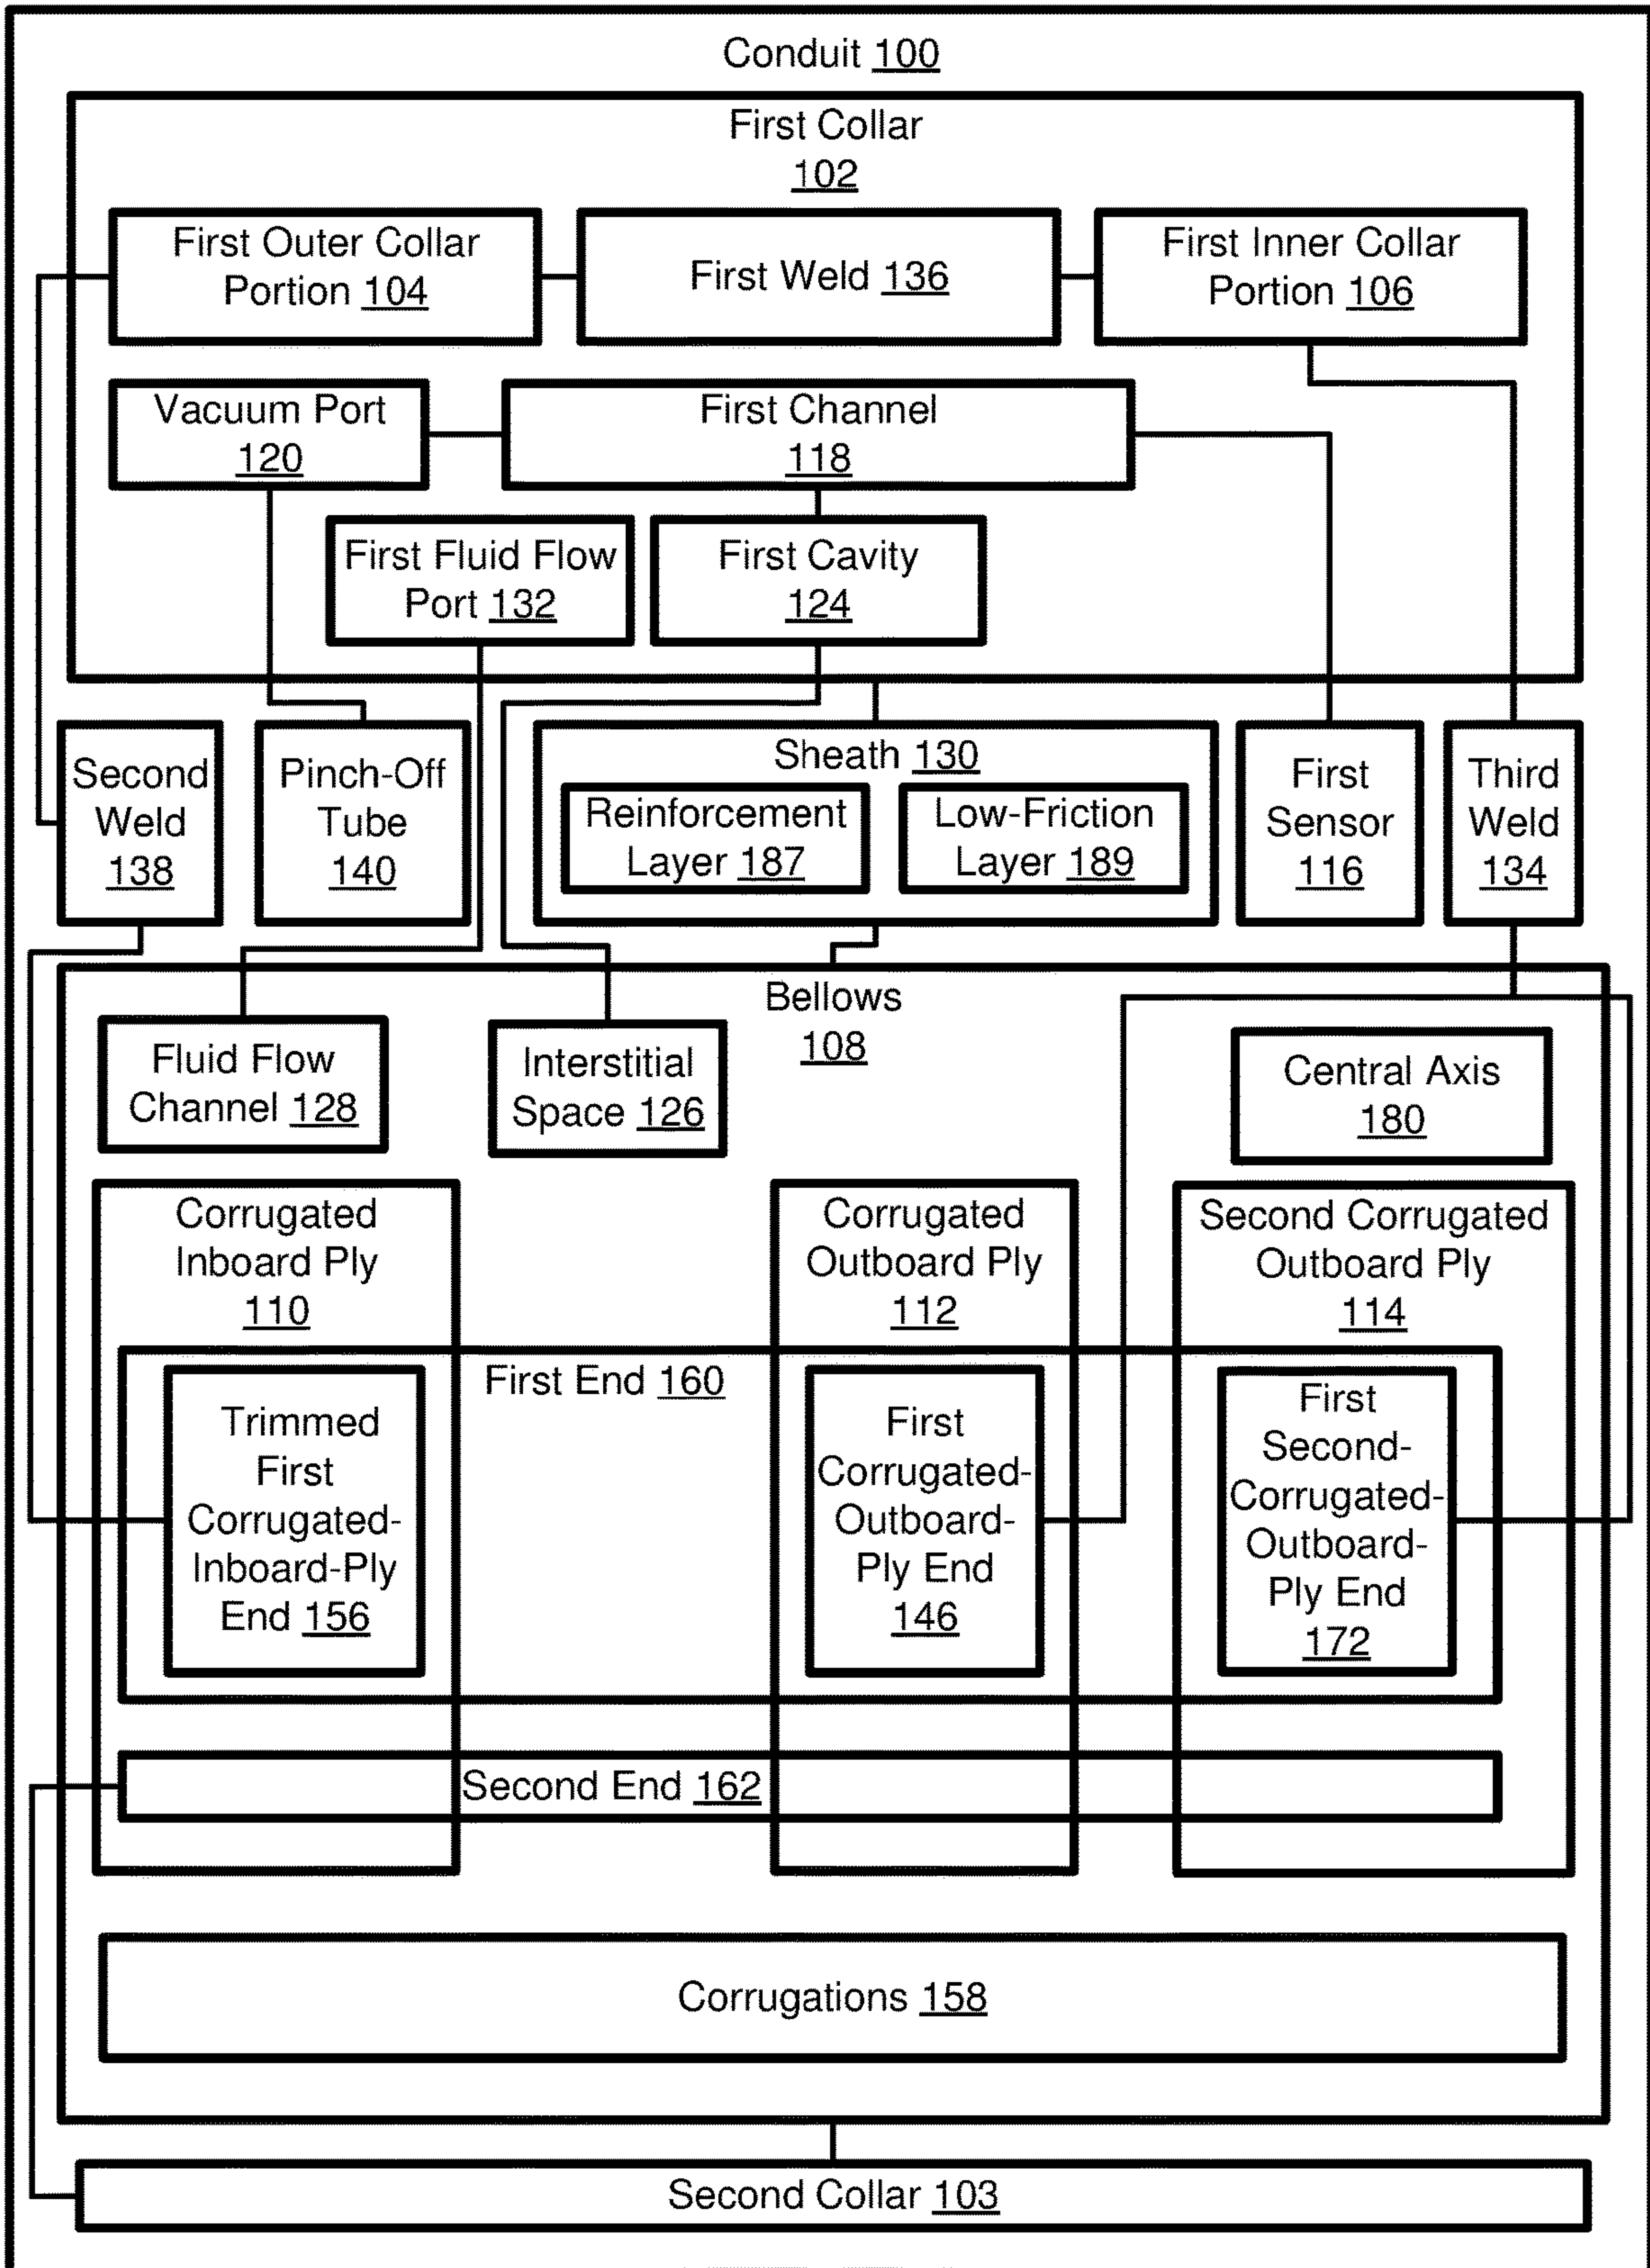 Conduit 100
First Collar
102
First Outer Collar
Portion 104
First Weld 136
First Inner Collar
Portion 106
Vacuum Port
120
First Channel
118
First Fluid Flow
Port 132
First Cavity
124
Second
Weld
138
Pinch-Off
Tube
140
Sheath 130
Reinforcement
Layer 187
Low-Friction
Layer 189
First
Sensor
116
Third
Weld
134
Bellows
108
Fluid Flow
Channel 128
Interstitial
Space 126
Central Axis
180
Corrugated
Inboard Ply
110
Corrugated
Outboard Ply
112
Second Corrugated
Outboard Ply
114
First End 160
Trimmed
First
Corrugated-
Inboard-Ply
End 156
First
Corrugated-
Outboard-
Ply End
146
First
Second-
Corrugated-
Outboard-
Ply End
172
Second End 162
Corrugations 158
Second Collar 103